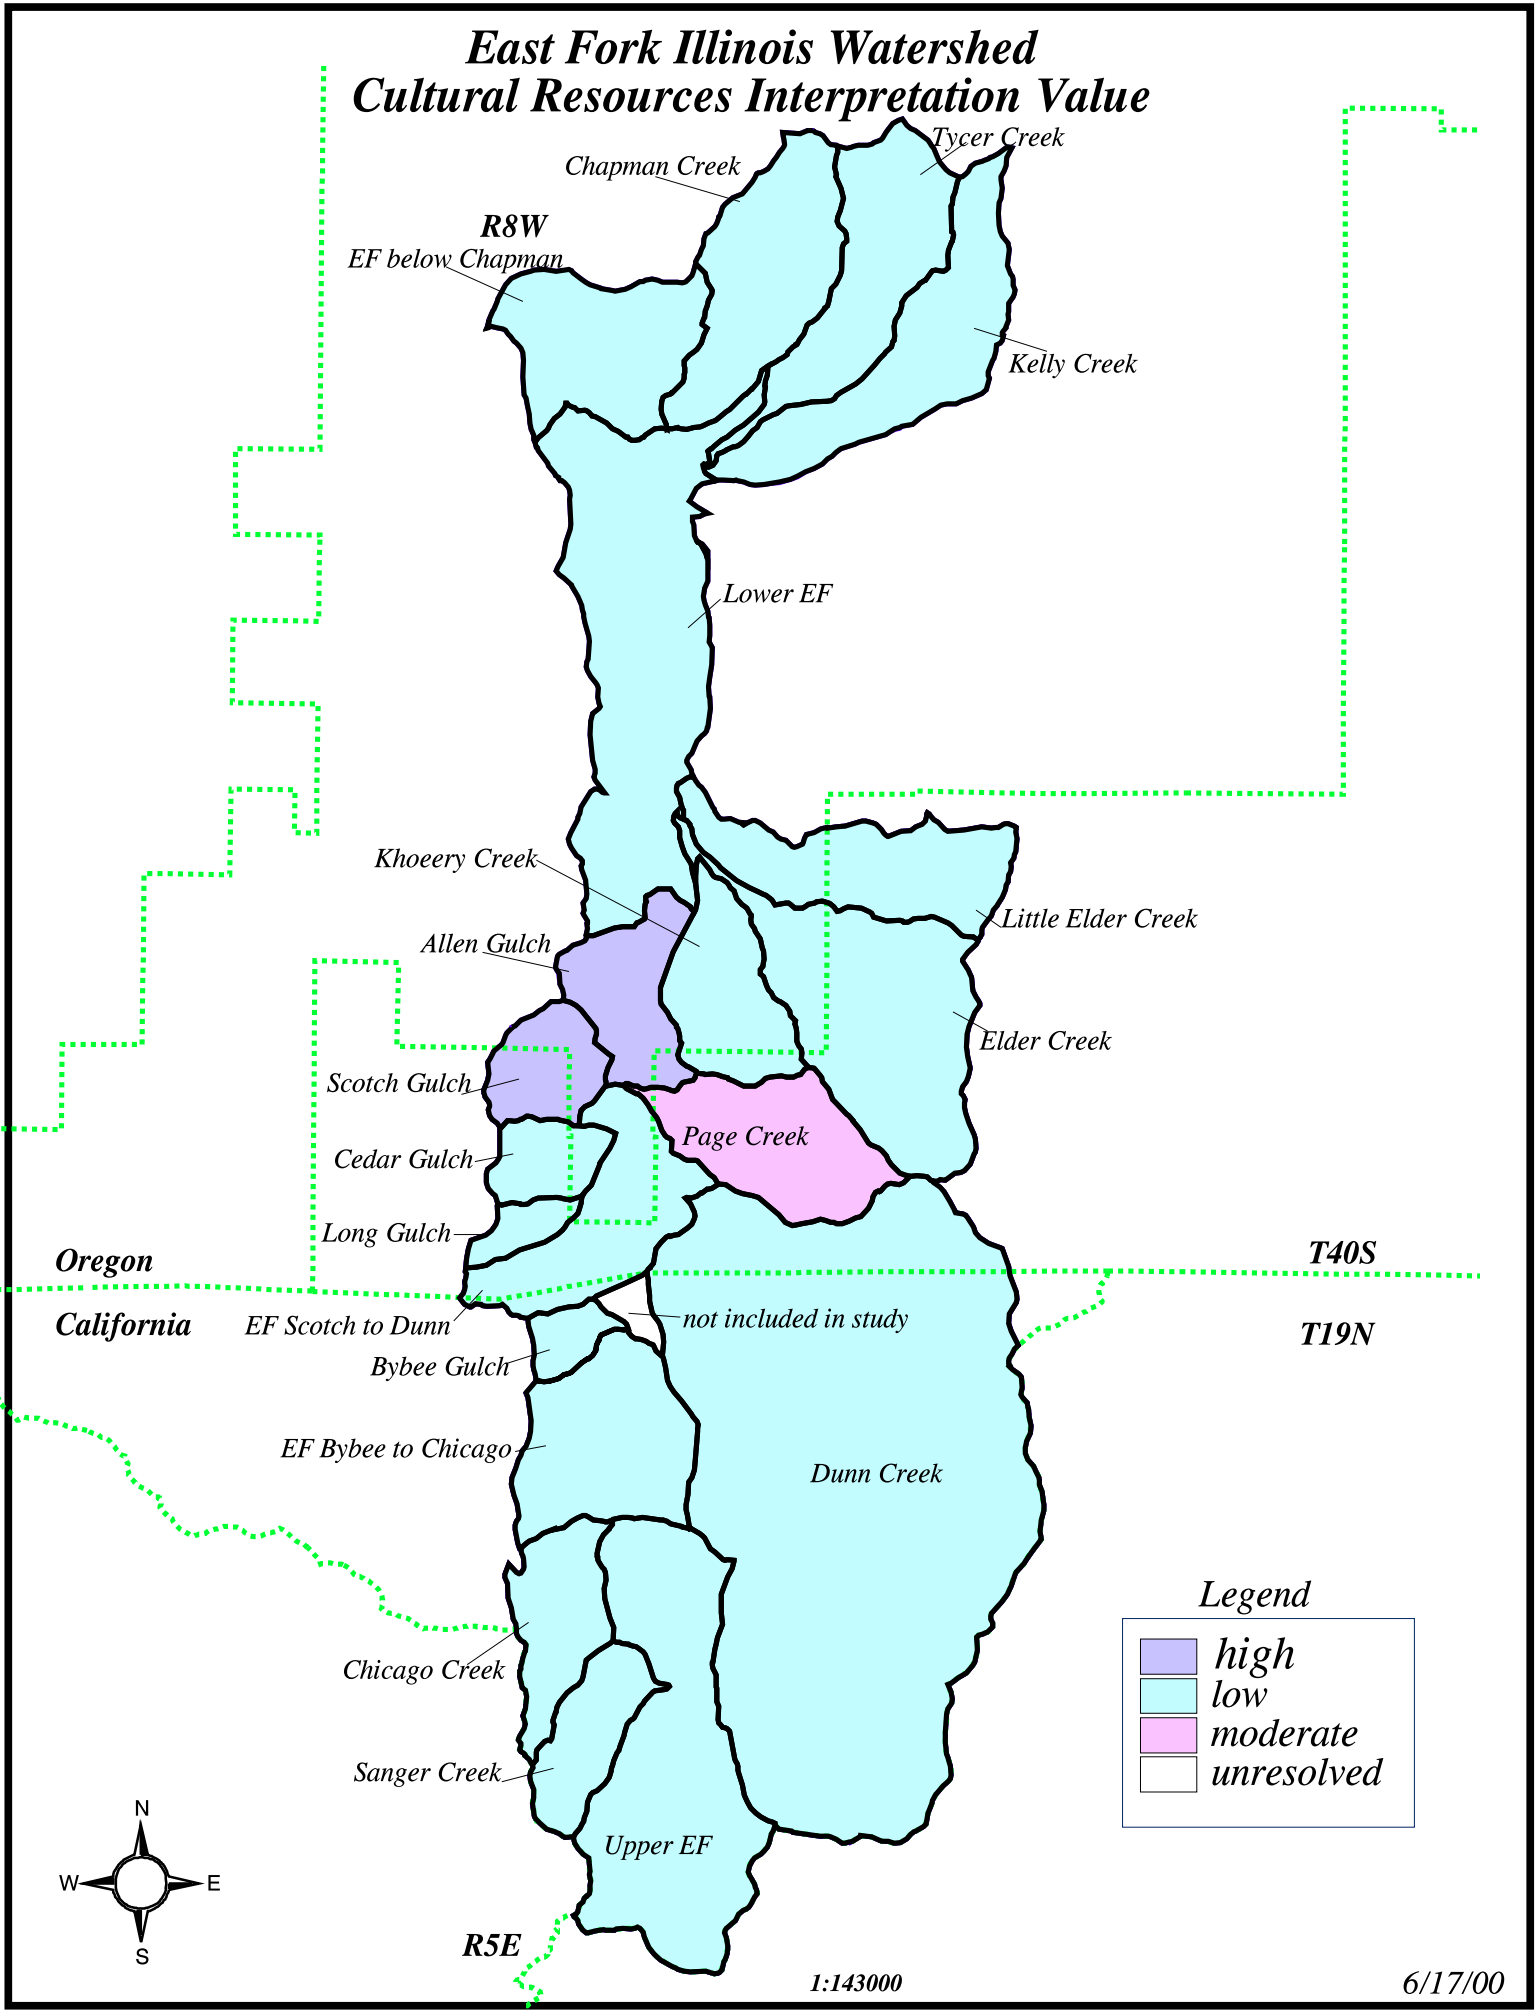 East Fork Illinois Watershed
Cultural Resources Interpretation Value
Tycer Creek
Chapman Creek
R8W
EF below Chapman
Kelly Creek
Lower EF
Khoeery Creek
Little Elder Creek
Allen Gulch
Elder Creek
Scotch Gulch
Page Creek
Cedar Gulch
Long Gulch
Oregon
T40S
California
EF Scotch to Dunn
not included in study
T19N
Bybee Gulch
EF Bybee to Chicago
Dunn Creek
Legend
high
low
moderate
unresolved
Chicago Creek
Sanger Creek
Upper EF
N
W
E
S
R5E
1:143000
6/17/00